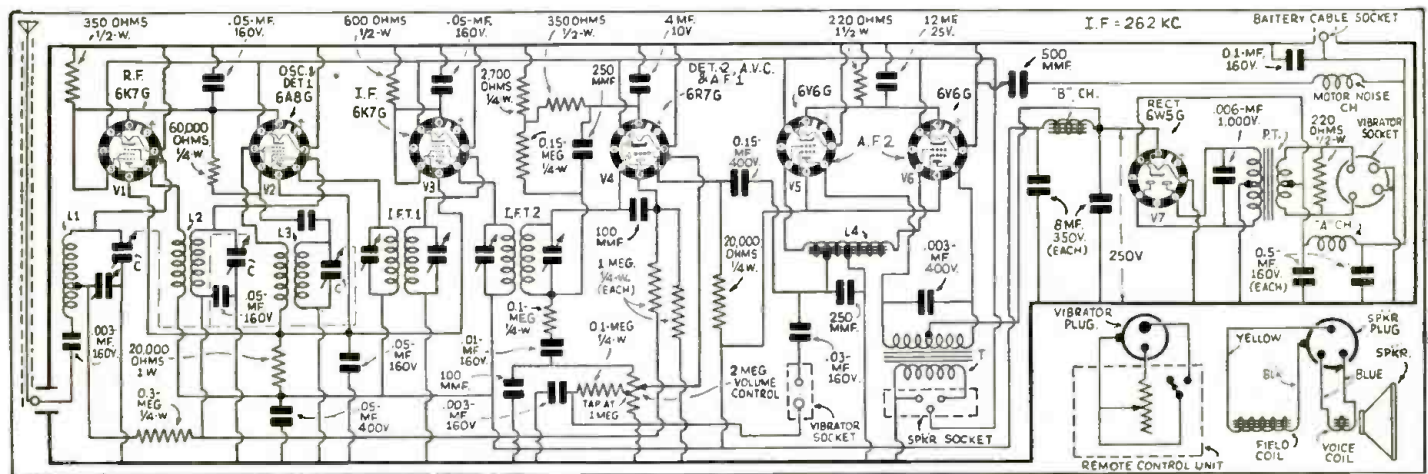 350 OHMS
1/2-W.
.05-MF.
160V.
600 OHMS
1/2-W.
.05-MF.
160V.
350 OHMS
1/2-W.
4 MF.
10V
220 OHMS
1 1/2 W
12 MF.
25V.
I.F = 262 KC
BATTERY CABLE SOCKET
0.1-MF.
160V.
500
MMF.
MOTOR NOISE
CH
R.F.
6K7G
OSC. &
DET.1
6A8G
I.F.
6K7G
2,700
OHMS
1/4-W.
250
MMF.
DET.2, A.V.C.
& A.F.1
6R7G
6V6G
6V6G
"B" CH.
RECT
6W5G
.006-MF
1,000V.
P.T.
220
OHMS
1/2-W
VIBRATOR
SOCKET
60,000
OHMS
1/4-W
0.15-
MEG
1/4-W
0.15-
MF
400V.
A.F.2
V1
V2
V3
V4
V5
V6
V7
L1
L2
L3
L4
C
C
C
I.F.T.1
I.F.T.2
100
MMF.
1 MEG.
1/4-W.
(EACH)
20,000
OHMS
1/4W.
.003-
MF
400V.
8 MF.
350V.
(EACH)
250V
"A" CH.
0.5-
MF
160V.
(EACH)
.05-
MF
160V
.003-
MF.
160V.
20,000
OHMS
1 W.
.05-
MF
160V.
0.1-
MEG
1/4-W
.01-
MF
160V.
0.1-MEG
1/4-W
250
MMF.
.03-
MF
160V
T
0.3-
MEG
1/4-W
.05-
MF
400V.
100
MMF.
.003-
MF
160V
TAP AT
1 MEG
2 MEG
VOLUME
CONTROL
VIBRATOR
SOCKET
SPKR SOCKET
VIBRATOR
PLUG.
REMOTE CONTROL UNIT
YELLOW
BLUE
SPKR
PLUG
SPKR.
FIELD
COIL
VOICE
COIL